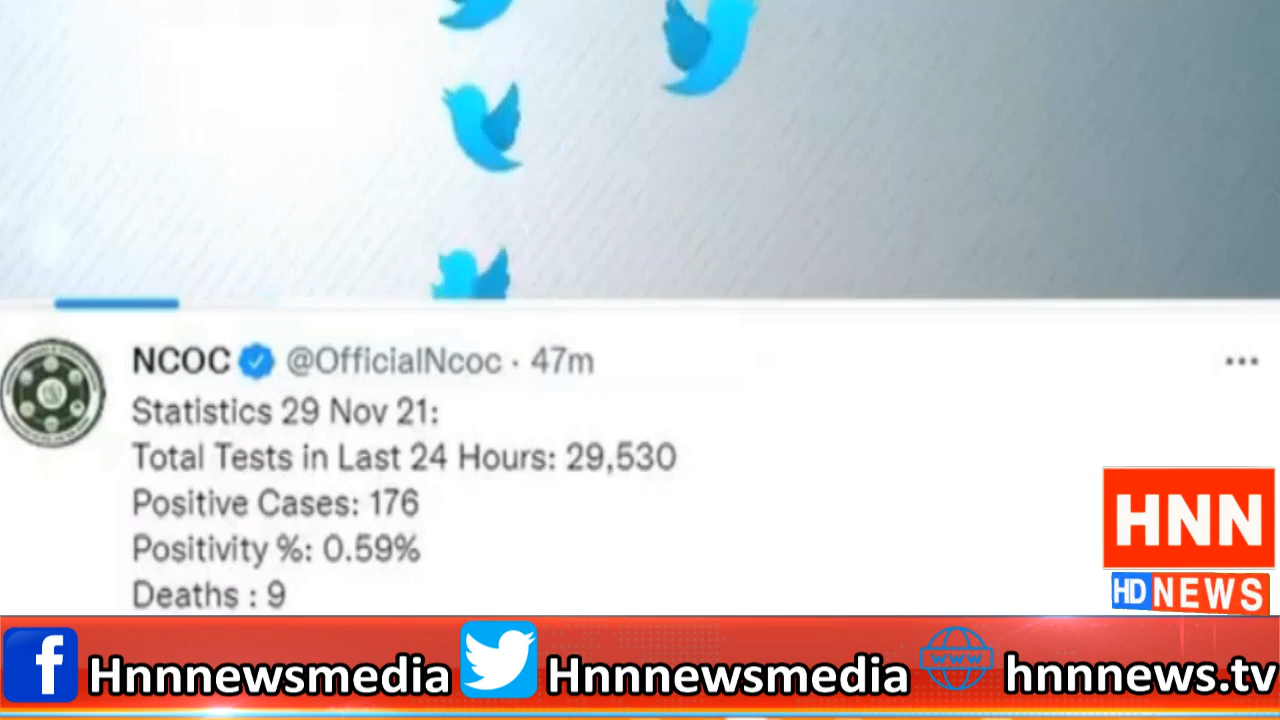 NCOC @OfficialNcoc · 47m
Statistics 29 Nov 21:
Total Tests in Last 24 Hours: 29,530
Positive Cases: 176
Positivity %: 0.59%
Deaths : 9
HNN
HD NEWS
f Hnnnewsmedia Hnnnewsmedia www hnnnews.tv